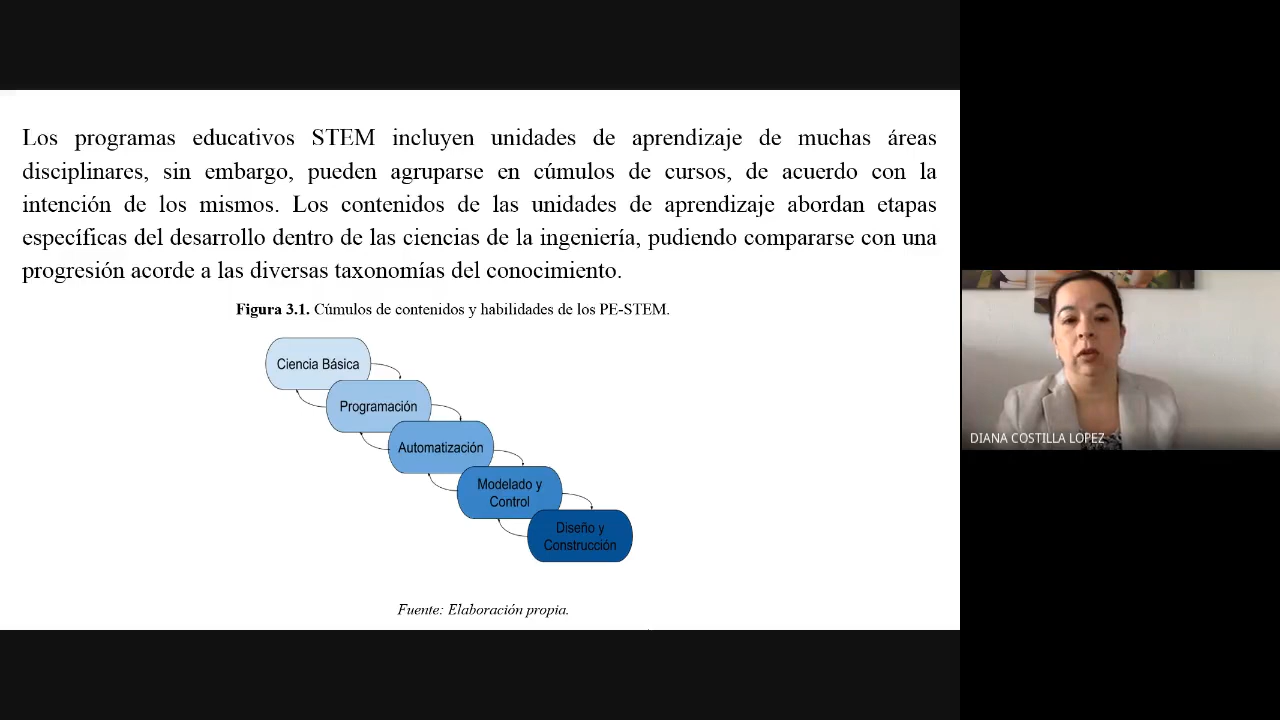 Los programas educativos STEM incluyen unidades de aprendizaje de muchas áreas
disciplinares, sin embargo, pueden agruparse en cúmulos de cursos, de acuerdo con la
intención de los mismos. Los contenidos de las unidades de aprendizaje abordan etapas
específicas del desarrollo dentro de las ciencias de la ingeniería, pudiendo compararse con una
progresión acorde a las diversas taxonomías del conocimiento.
Figura 3.1. Cúmulos de contenidos y habilidades de los PE-STEM.
Ciencia Básica
Programación
Automatización
Modelado y
Control
Diseño y
Construcción
Fuente: Elaboración propia.
DIANA COSTILLA LOPEZ